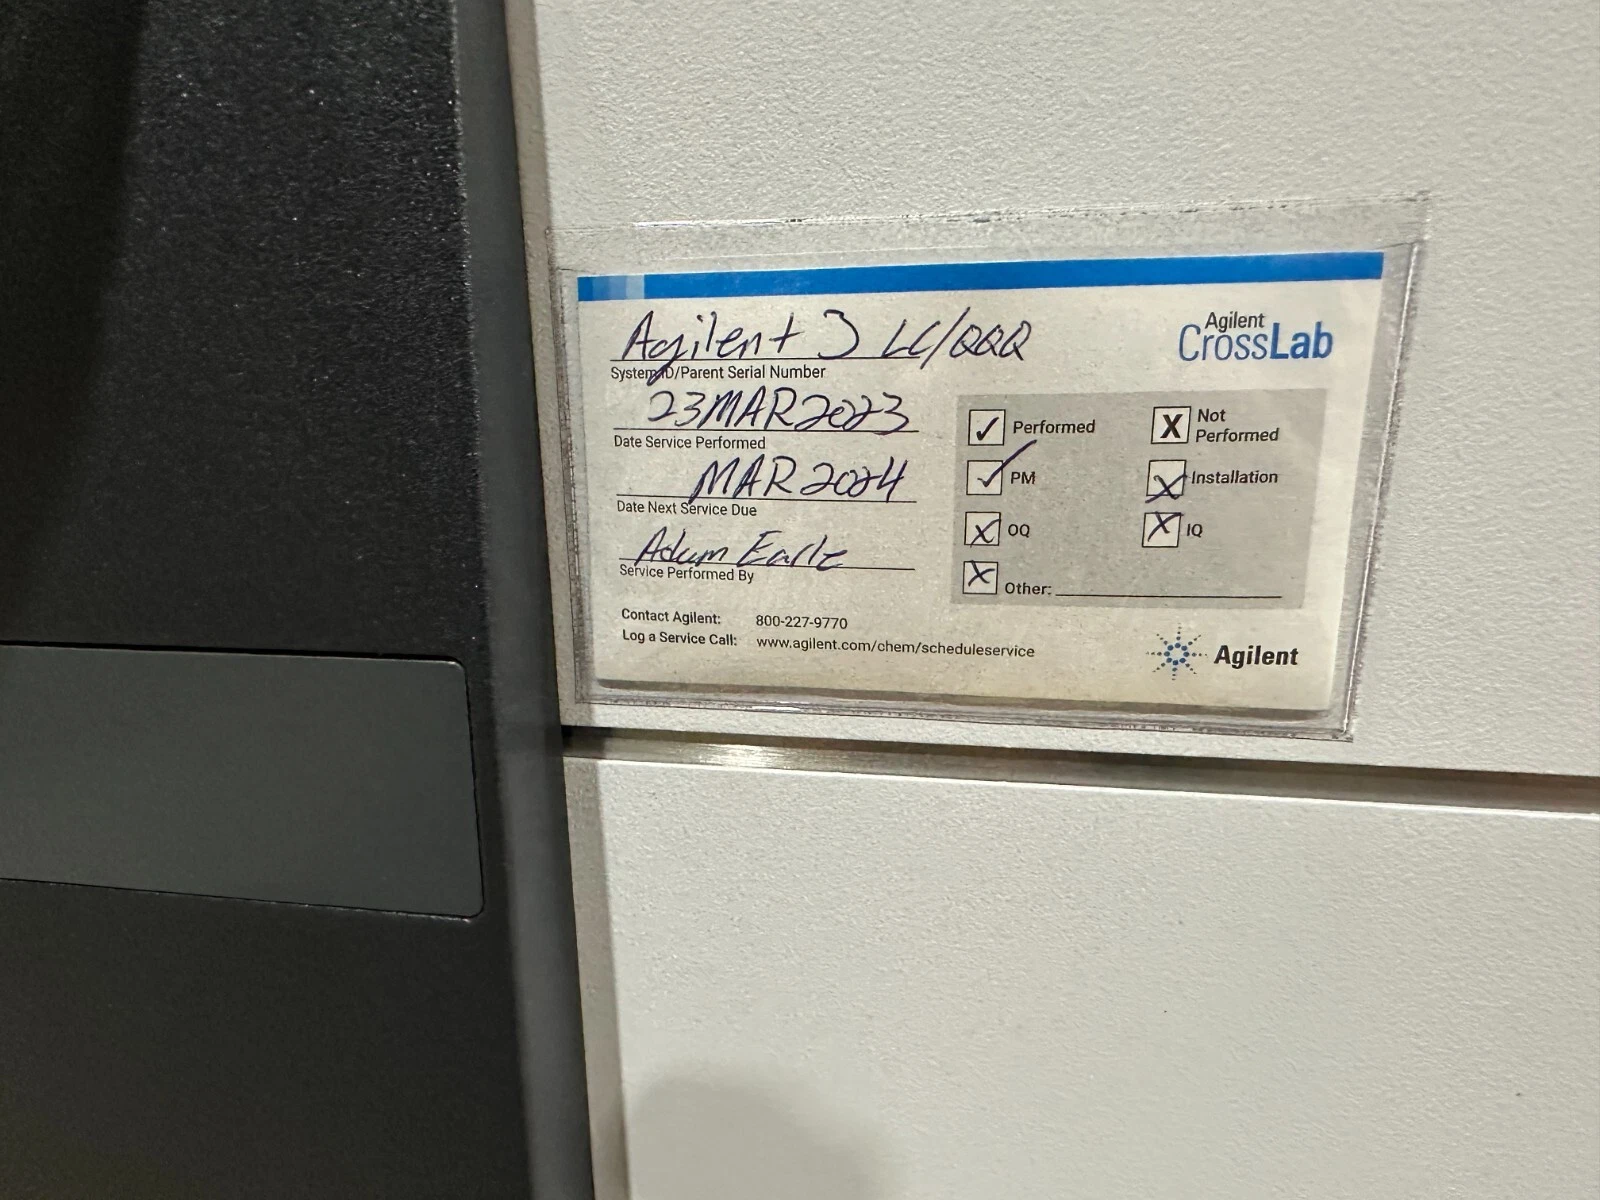 Agilent 3 LC/QQQ
System ID/Parent Serial Number
Agilent
CrossLab
23MAR2023
Date Service Performed
MAR2024
Date Next Service Due
Adam Earle
Service Performed By
✓ Performed
X Not Performed
✓ PM
X Installation
X OQ
X IQ
X Other:
Contact Agilent: 800-227-9770
Log a Service Call: www.agilent.com/chem/scheduleservice
Agilent